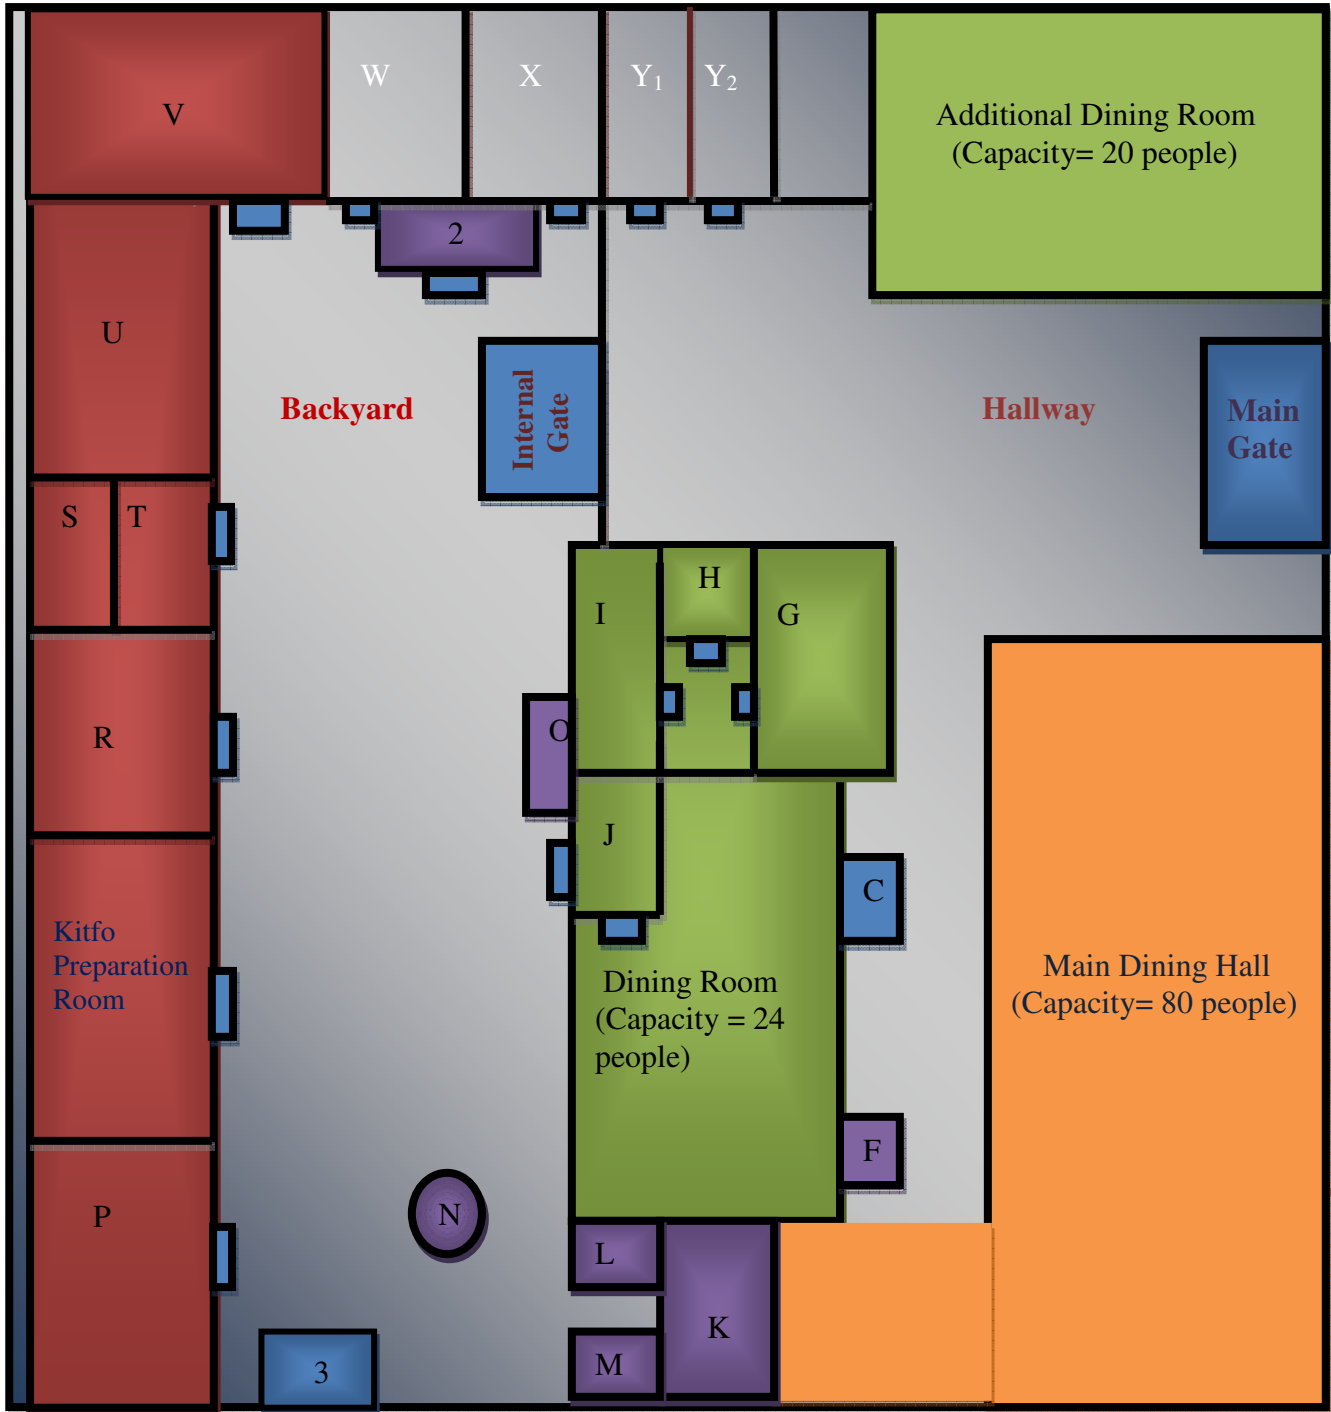 V
W
X
Y1
Y2
Additional Dining Room
(Capacity= 20 people)
2
U
Backyard
Internal
Gate
Hallway
Main
Gate
S
T
I
H
G
R
O
J
C
Kitfo
Preparation
Room
Dining Room
(Capacity = 24
people)
Main Dining Hall
(Capacity= 80 people)
F
P
N
L
K
M
3